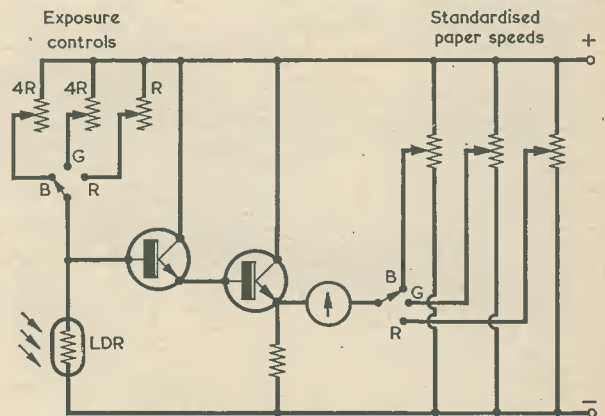 Exposure
controls
Standardised
paper speeds
+
4R
4R
R
G
B
R
B
G
R
LDR
−